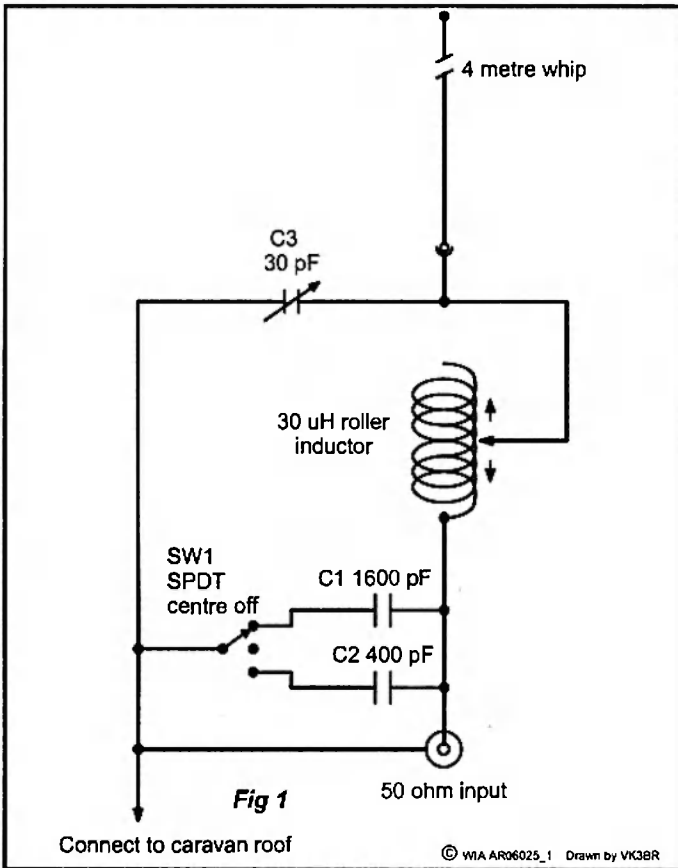 4 metre whip
C3
30 pF
30 uH roller
inductor
SW1
SPDT
centre off
C1 1600 pF
C2 400 pF
Fig 1
50 ohm input
Connect to caravan roof
© WIA AR06025_1 Drawn by VK3BR